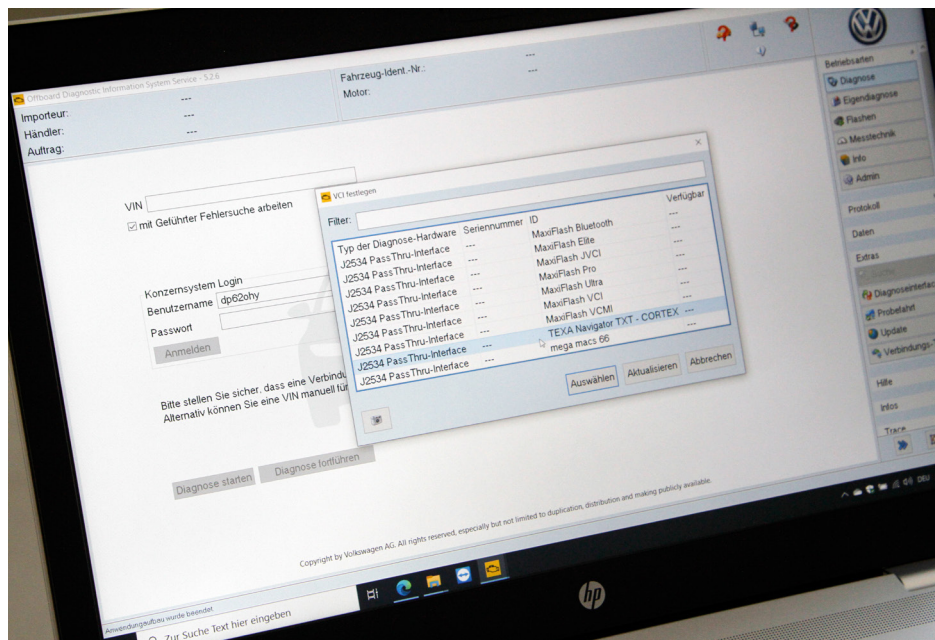 Offboard Diagnostic Information System Service - 5.2.6
Importeur: ---
Händler: ---
Auftrag: ---
Fahrzeug-Ident.-Nr.: ---
Motor: ---
VIN
mit Geführter Fehlersuche arbeiten
Konzernsystem Login
Benutzername dp62ohy
Passwort
Anmelden
Bitte stellen Sie sicher, dass eine Verbindu
Alternativ können Sie eine VIN manuell für
Diagnose starten Diagnose fortführen
VCI festlegen
Filter:
Typ der Diagnose-Hardware Seriennummer ID Verfügbar
J2534 PassThru-Interface --- MaxiFlash Bluetooth ---
J2534 PassThru-Interface --- MaxiFlash Elite ---
J2534 PassThru-Interface --- MaxiFlash JVCI ---
J2534 PassThru-Interface --- MaxiFlash Pro ---
J2534 PassThru-Interface --- MaxiFlash Ultra ---
J2534 PassThru-Interface --- MaxiFlash VCI ---
J2534 PassThru-Interface --- MaxiFlash VCMI ---
J2534 PassThru-Interface --- TEXA Navigator TXT - CORTEX ---
J2534 PassThru-Interface --- mega macs 66 ---
Auswählen Aktualisieren Abbrechen
Betriebsarten
Diagnose
Eigendiagnose
Flashen
Messtechnik
Info
Admin
Protokoll
Daten
Extras
Diagnoseinterfac
Probefahrt
Update
Verbindungs-
Hilfe
Infos
Trace
Copyright by Volkswagen AG. All rights reserved, especially but not limited to duplication, distribution and making publicly available.
Anwendungaufbau wurde beendet
Zur Suche Text hier eingeben
DEU
hp